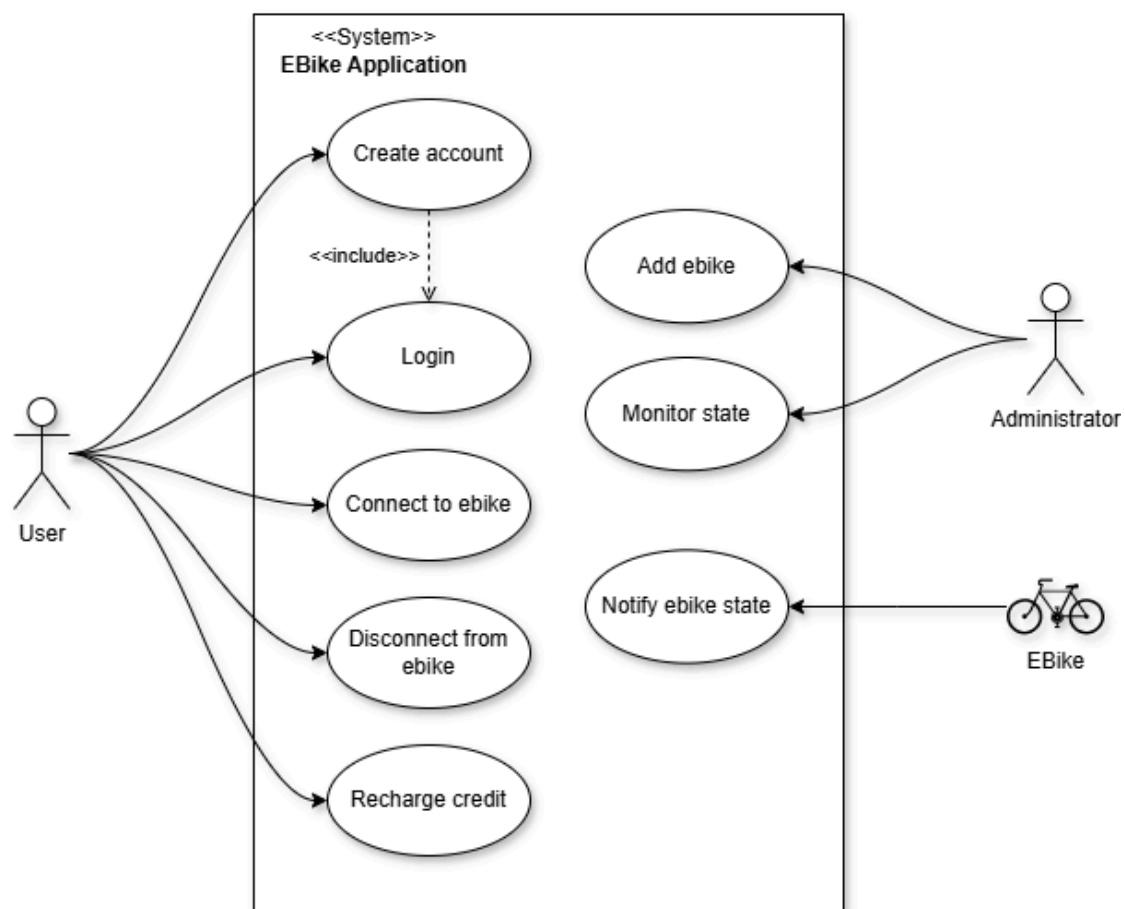 <<System>>
EBike Application
Create account
<<include>>
Add ebike
Login
Monitor state
Administrator
User
Connect to ebike
Notify ebike state
EBike
Disconnect from
ebike
Recharge credit